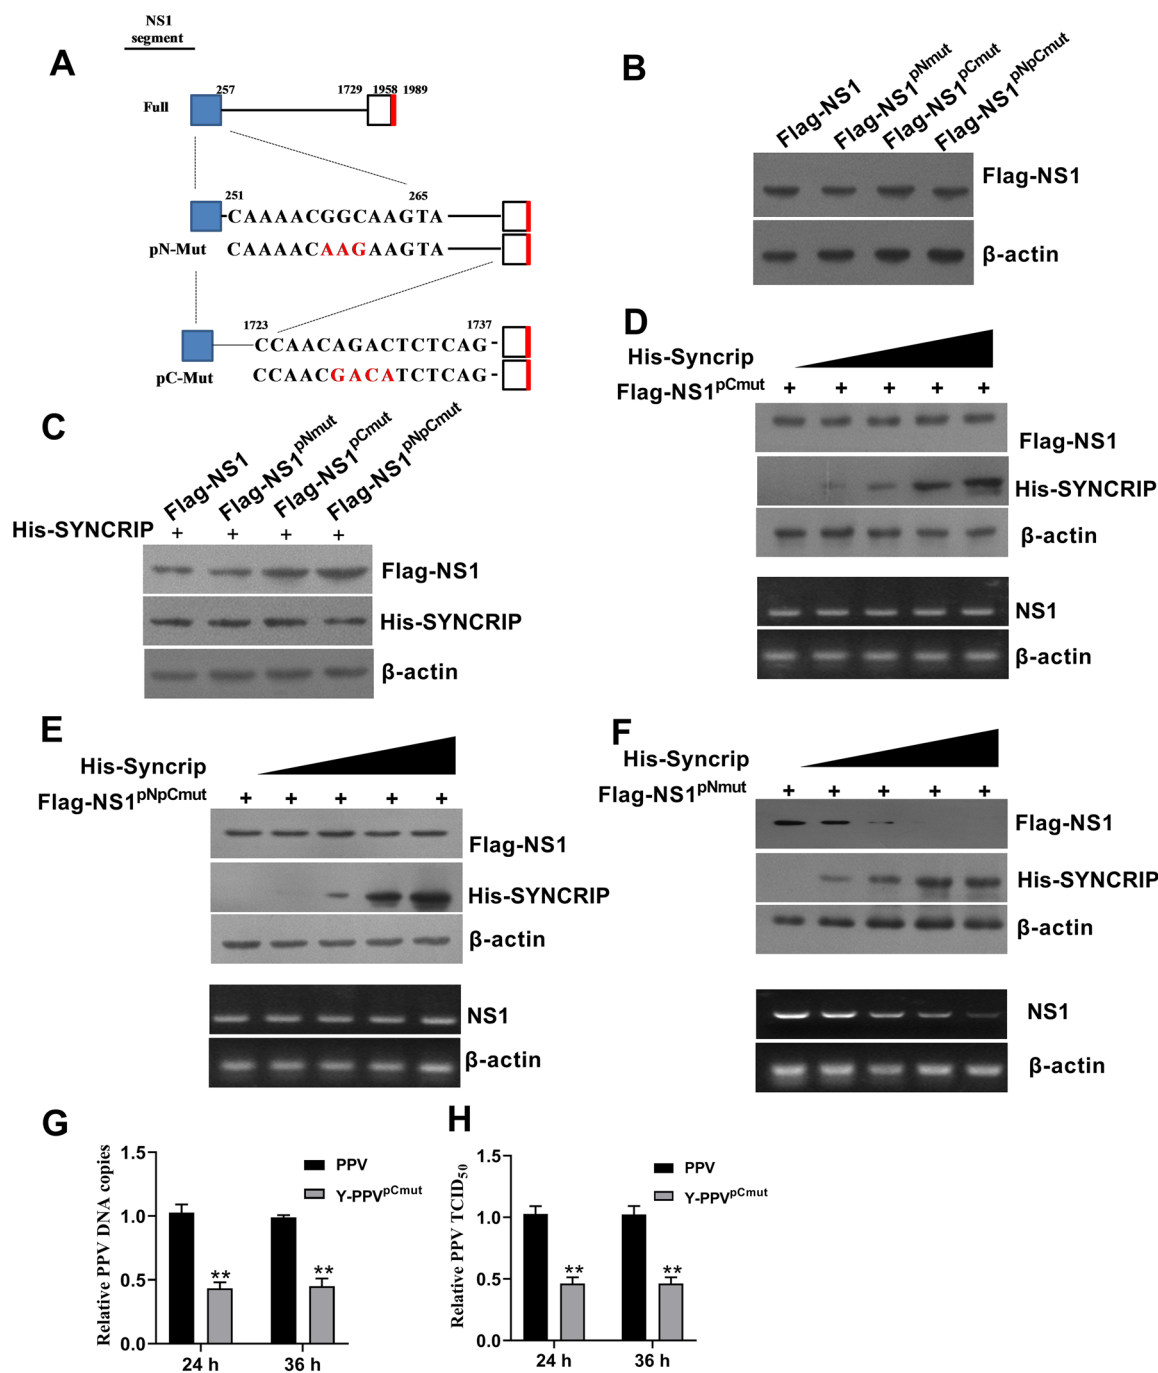 NS1
segment
A
257 1729 1958 1989
Full
251 265
CAAAACGGCAAGTA
pN-Mut
CAAAACAAGAAGTA
1723 1737
CCAACAGACTCTCAG
pC-Mut
CCAACGACATCTCAG
B
Flag-NS1 Flag-NS1pNmut Flag-NS1pCmut Flag-NS1pNpCmut
Flag-NS1
β-actin
C
Flag-NS1 Flag-NS1pNmut Flag-NS1pCmut Flag-NS1pNpCmut
His-SYNCRIP + + + +
Flag-NS1
His-SYNCRIP
β-actin
D
His-Syncrip
Flag-NS1pCmut + + + + +
Flag-NS1
His-SYNCRIP
β-actin
NS1
β-actin
E
His-Syncrip
Flag-NS1pNpCmut + + + + +
Flag-NS1
His-SYNCRIP
β-actin
NS1
β-actin
F
His-Syncrip
Flag-NS1pNmut + + + + +
Flag-NS1
His-SYNCRIP
β-actin
NS1
β-actin
G
Relative PPV DNA copies
1.5
1.0
0.5
0.0
PPV
Y-PPVpCmut
** **
24 h 36 h
H
Relative PPV TCID50
1.5
1.0
0.5
0.0
PPV
Y-PPVpCmut
** **
24 h 36 h